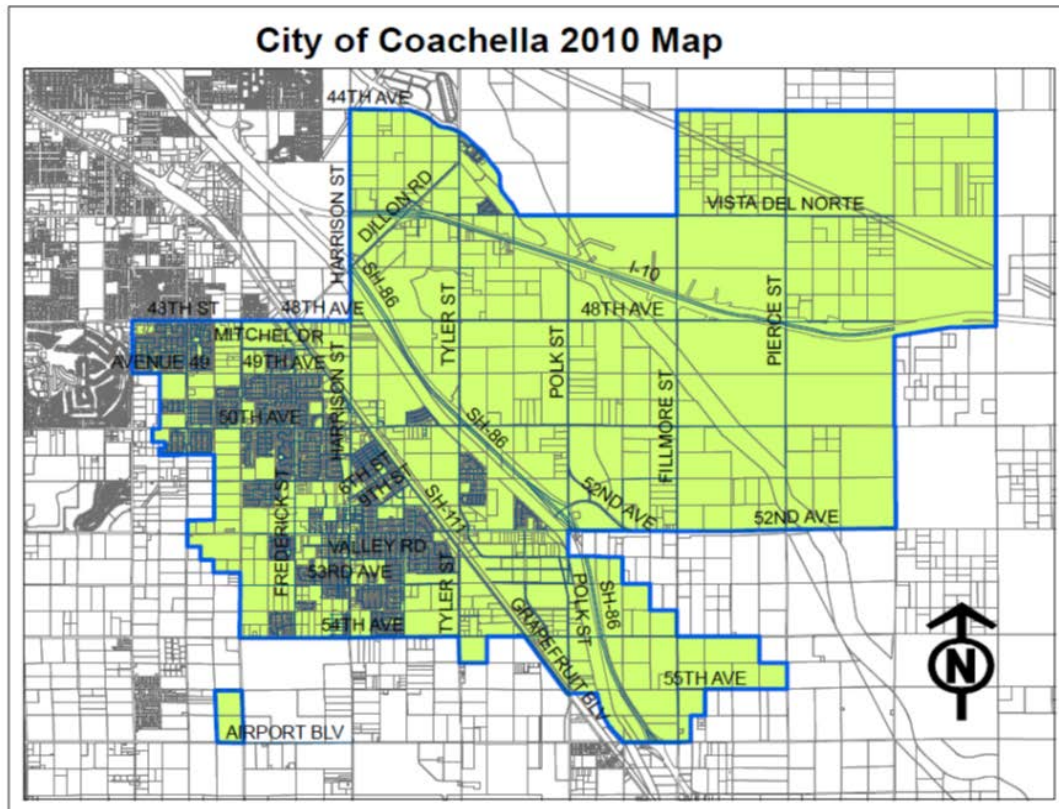 City of Coachella 2010 Map
44TH AVE
HARRISON ST
DILLON RD
VISTA DEL NORTE
I-10
SH-86
43TH ST
48TH AVE
48TH AVE
TYLER ST
PIERCE ST
MITCHEL DR
AVENUE 49
49TH AVE
HARRISON ST
POLK ST
50TH AVE
SH-86
FILLMORE ST
6TH ST
9TH ST
FREDERICK ST
SH-111
52ND AVE
52ND AVE
VALLEY RD
53RD AVE
TYLER ST
POLK ST
SH-86
54TH AVE
GRAPEFRUIT BLV
55TH AVE
N
AIRPORT BLV